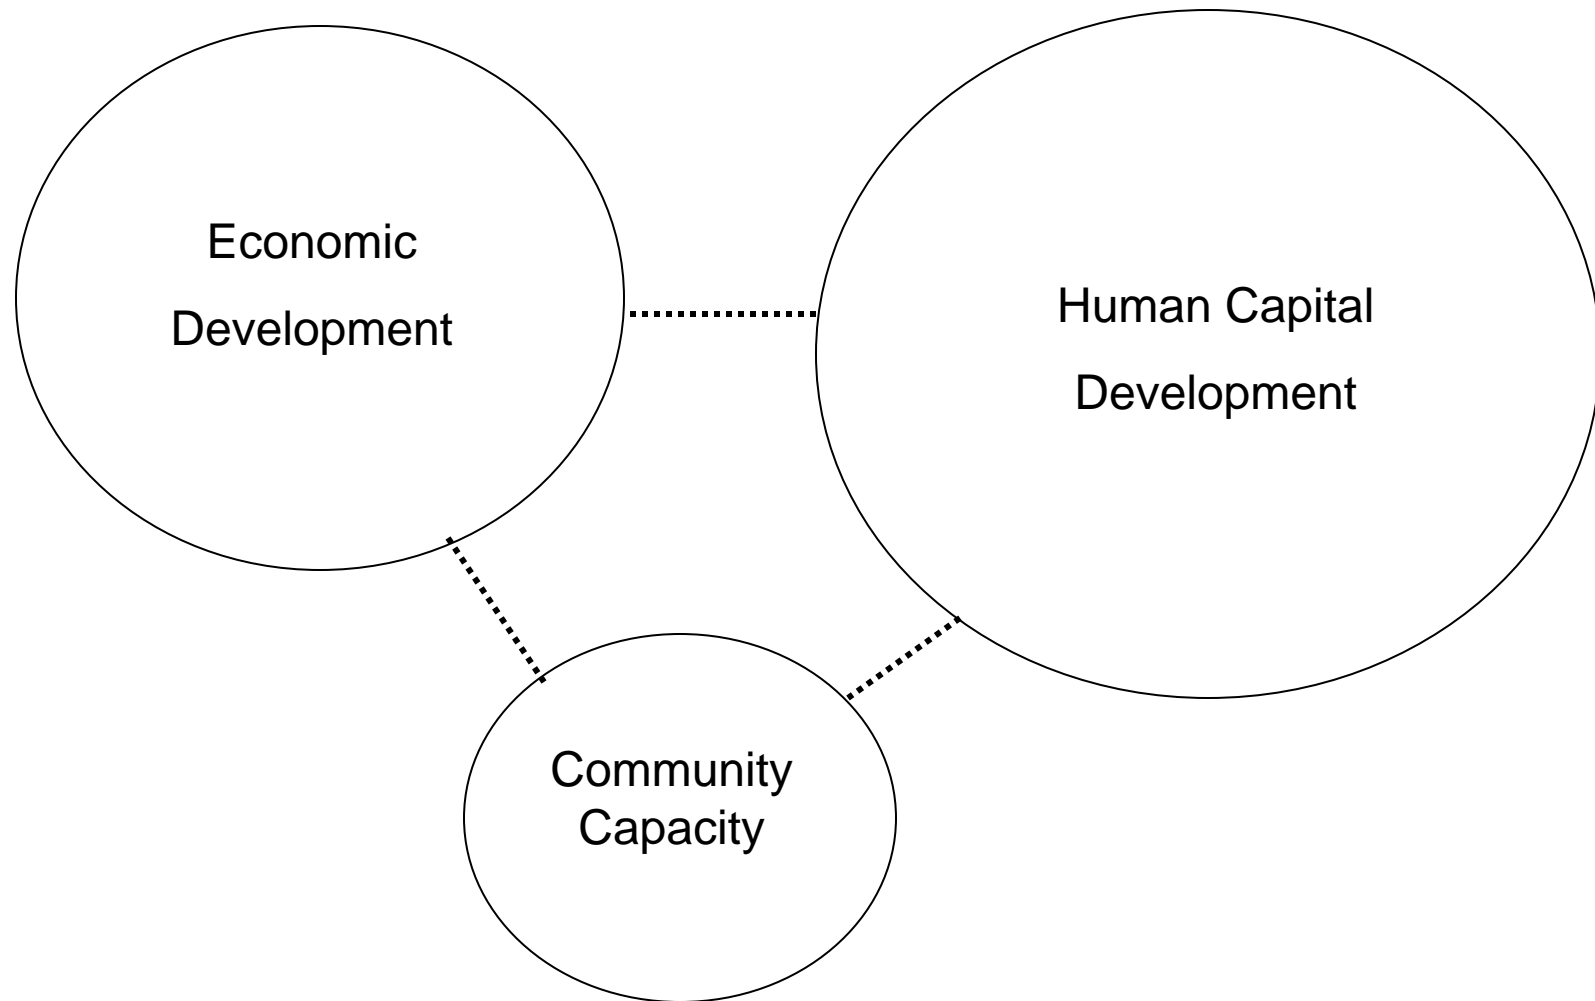 Economic
Development
Human Capital
Development
Community
Capacity